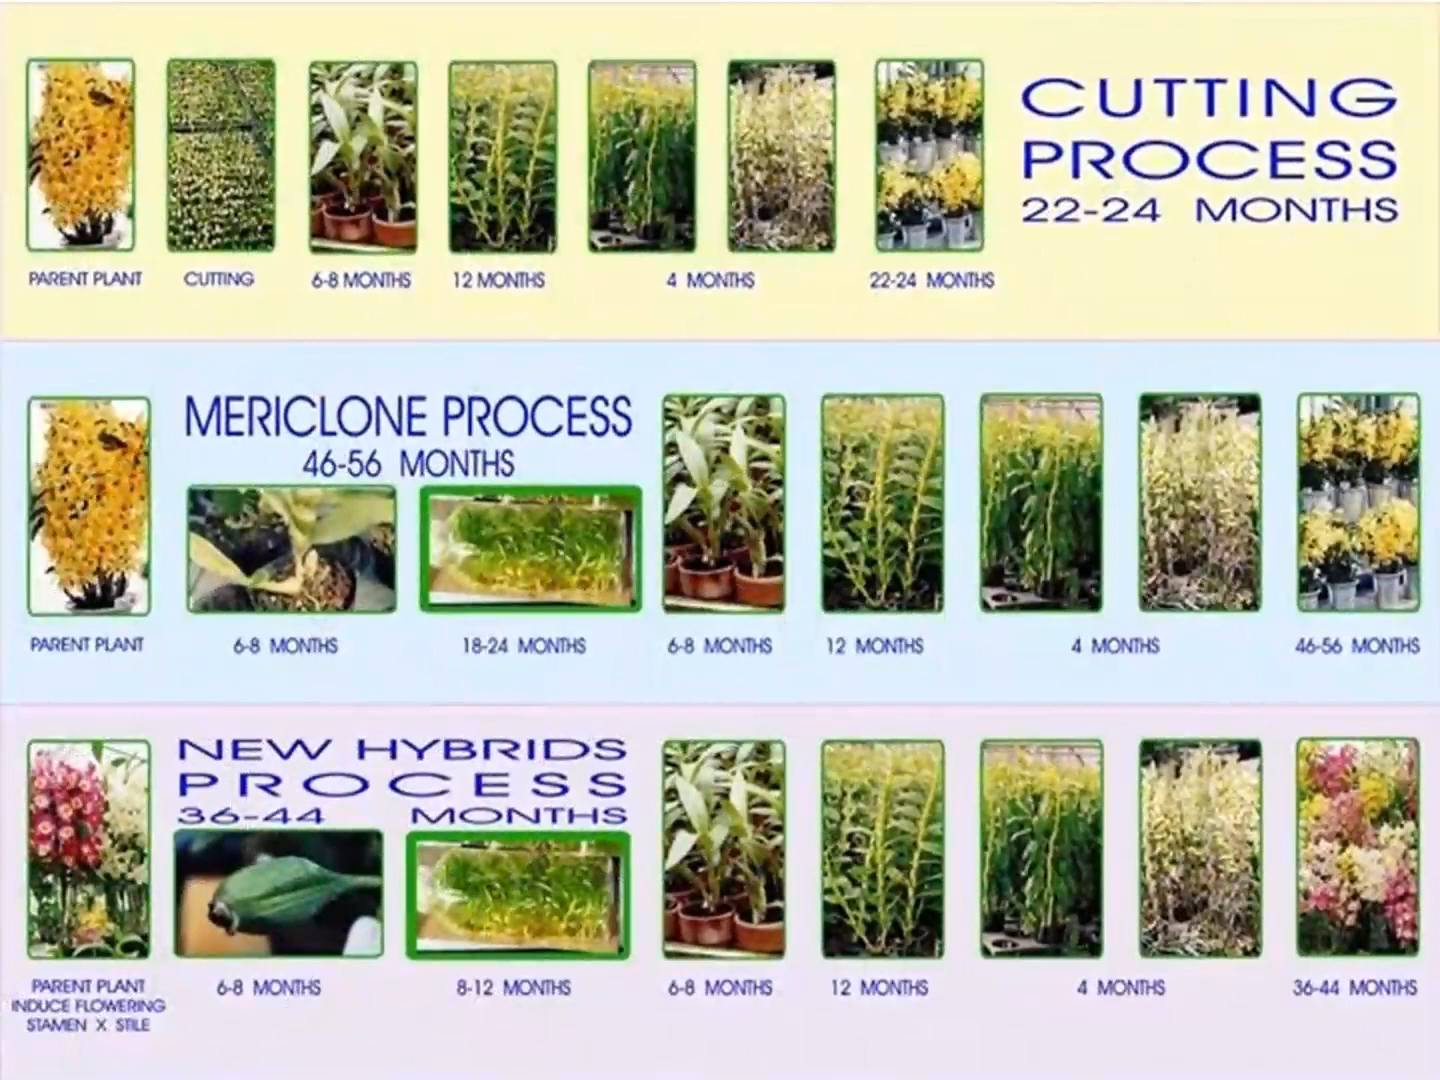 CUTTING
PROCESS
22-24 MONTHS
PARENT PLANT
CUTTING
6-8 MONTHS
12 MONTHS
4 MONTHS
22-24 MONTHS
MERICLONE PROCESS
46-56 MONTHS
PARENT PLANT
6-8 MONTHS
18-24 MONTHS
6-8 MONTHS
12 MONTHS
4 MONTHS
46-56 MONTHS
NEW HYBRIDS
PROCESS
36-44 MONTHS
PARENT PLANT
INDUCE FLOWERING
STAMEN X STILE
6-8 MONTHS
8-12 MONTHS
6-8 MONTHS
12 MONTHS
4 MONTHS
36-44 MONTHS